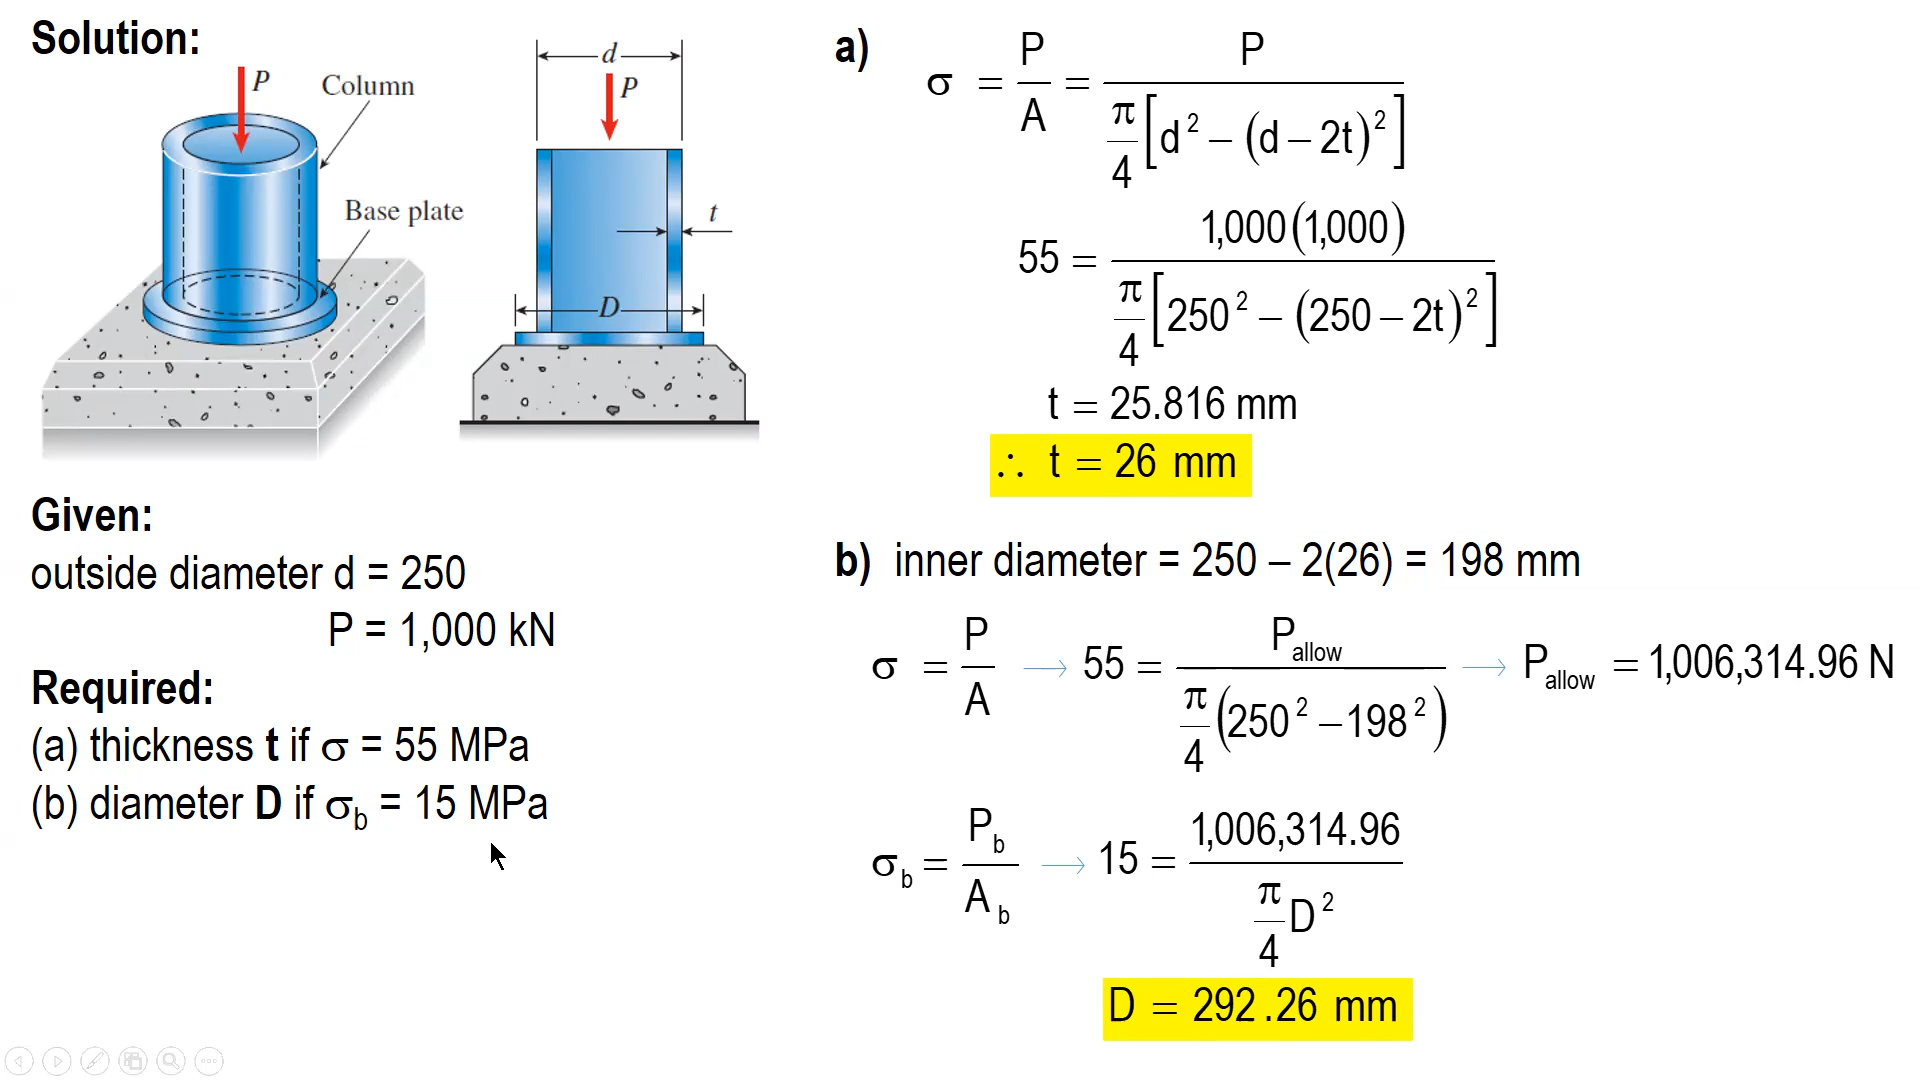 Solution:
P
Column
Base plate
d
P
t
D
Given:
outside diameter d = 250
P = 1,000 kN
Required:
(a) thickness t if σ = 55 MPa
(b) diameter D if σb = 15 MPa
a)
σ = P/A = P / (π/4 [d² – (d – 2t)²])
55 = 1,000(1,000) / (π/4 [250² – (250 – 2t)²])
t = 25.816 mm
∴ t = 26 mm
b) inner diameter = 250 – 2(26) = 198 mm
σ = P/A → 55 = Pallow / (π/4 (250² – 198²)) → Pallow = 1,006,314.96 N
σb = Pb/Ab → 15 = 1,006,314.96 / (π/4 D²)
D = 292.26 mm